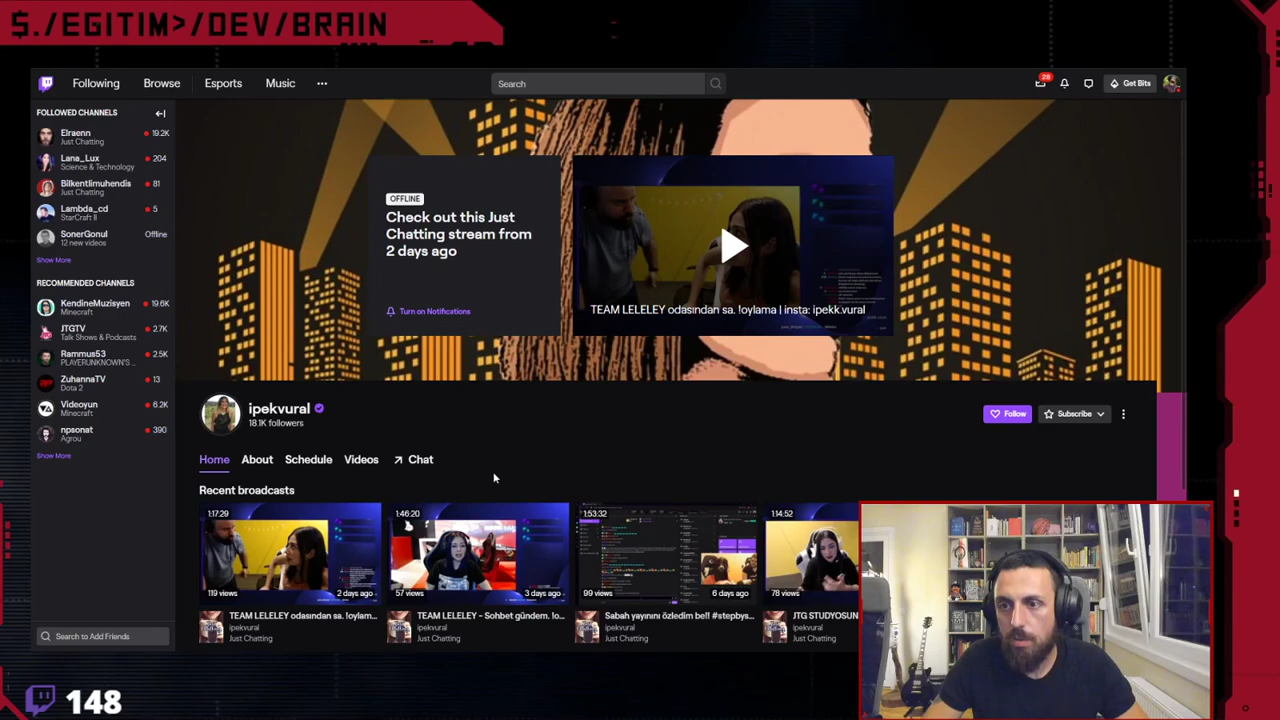 $./EGITIM>/DEV/BRAIN
Following
Browse
Esports
Music
Search
28
Get Bits
FOLLOWED CHANNELS
Elraenn
19.2K
Just Chatting
Lana_Lux
204
Science & Technology
Bilkentlimuhendis
81
Just Chatting
Lambda_cd
5
StarCraft II
SonerGonul
Offline
12 new videos
Show More
RECOMMENDED CHANNELS
KendineMuzisyen
19.6K
Minecraft
JTGTV
2.7K
Talk Shows & Podcasts
Rammus53
2.5K
PLAYERUNKNOWN'S ...
ZuhannaTV
13
Dota 2
Videoyun
6.2K
Minecraft
npsonat
390
Agrou
Show More
Search to Add Friends
OFFLINE
Check out this Just
Chatting stream from
2 days ago
Turn on Notifications
TEAM LELELEY odasından sa. !oylama | insta: ipekk.vural
ipekvural
18.1K followers
Follow
Subscribe
Home
About
Schedule
Videos
Chat
Recent broadcasts
1:17:29
119 views
2 days ago
TEAM LELELEY odasından sa. !oylam...
ipekvural
Just Chatting
1:46:20
57 views
3 days ago
TEAM LELELEY - Sohbet gündem. !o...
ipekvural
Just Chatting
1:53:32
99 views
6 days ago
Sabah yayınını özledim be!! #stepbys...
ipekvural
Just Chatting
1:14:52
78 views
JTG STUDYOSUN
ipekvural
Just Chatting
148